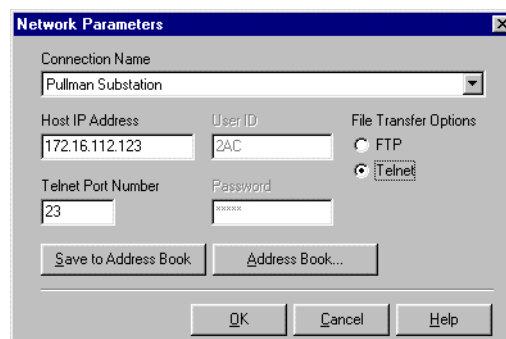 Network Parameters
Connection Name
Pullman Substation
Host IP Address
User ID
File Transfer Options
172.16.112.123
2AC
FTP
Telnet
Telnet Port Number
Password
23
*****
Save to Address Book
Address Book...
OK
Cancel
Help